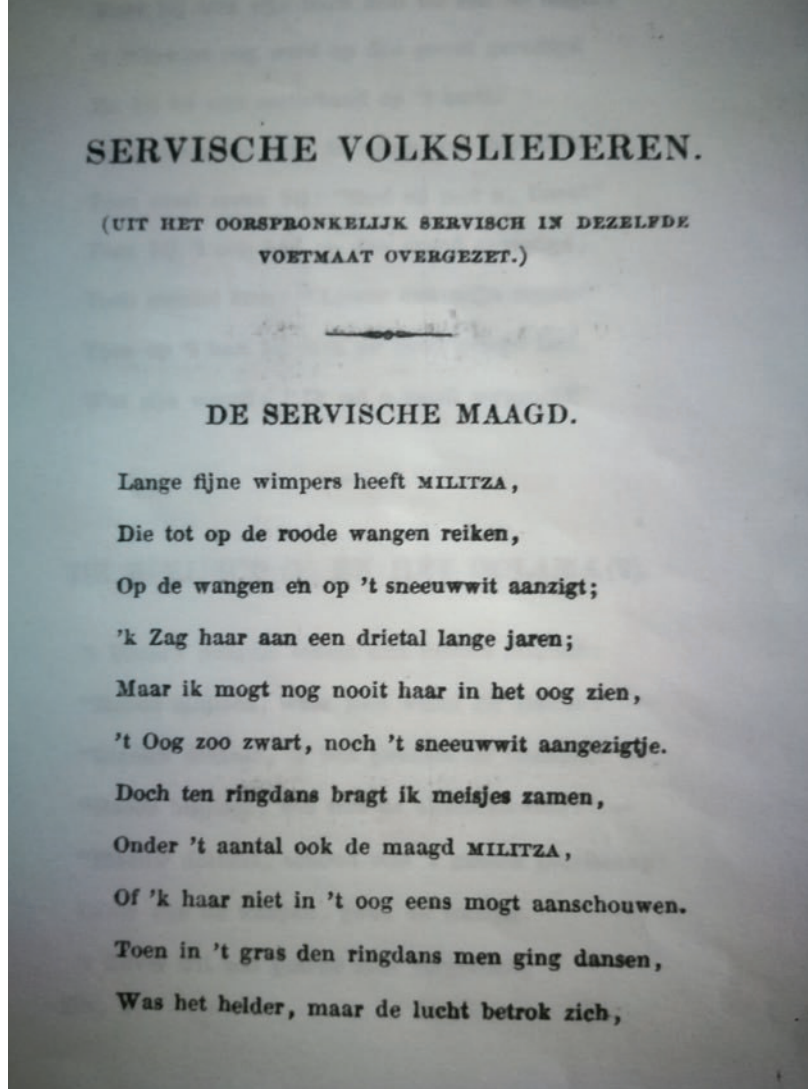 SERVISCHE VOLKSLIEDEREN.
(UIT HET OORSPRONKELIJK SERVISCH IN DEZELFDE
VOETMAAT OVERGEZET.)
DE SERVISCHE MAAGD.
Lange fijne wimpers heeft MILITZA,
Die tot op de roode wangen reiken,
Op de wangen en op 't sneeuwwit aanzigt;
'k Zag haar aan een drietal lange jaren;
Maar ik mogt nog nooit haar in het oog zien,
't Oog zoo zwart, noch 't sneeuwwit aangezigtje.
Doch ten ringdans bragt ik meisjes zamen,
Onder 't aantal ook de maagd MILITZA,
Of 'k haar niet in 't oog eens mogt aanschouwen.
Toen in 't gras den ringdans men ging dansen,
Was het helder, maar de lucht betrok zich,